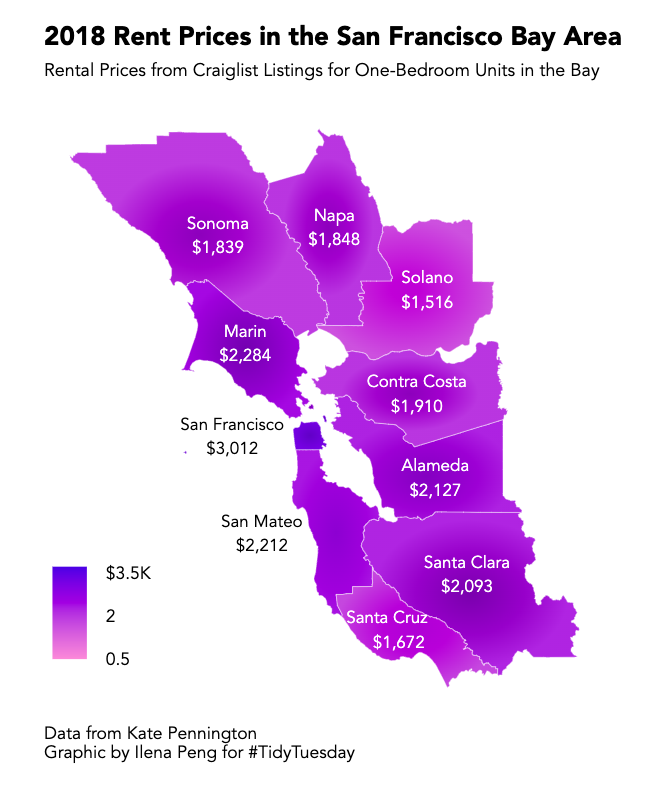 2018 Rent Prices in the San Francisco Bay Area
Rental Prices from Craiglist Listings for One-Bedroom Units in the Bay
Sonoma
$1,839
Napa
$1,848
Solano
$1,516
Marin
$2,284
Contra Costa
$1,910
San Francisco
$3,012
Alameda
$2,127
San Mateo
$2,212
Santa Clara
$2,093
Santa Cruz
$1,672
$3.5K
2
0.5
Data from Kate Pennington
Graphic by Ilena Peng for #TidyTuesday